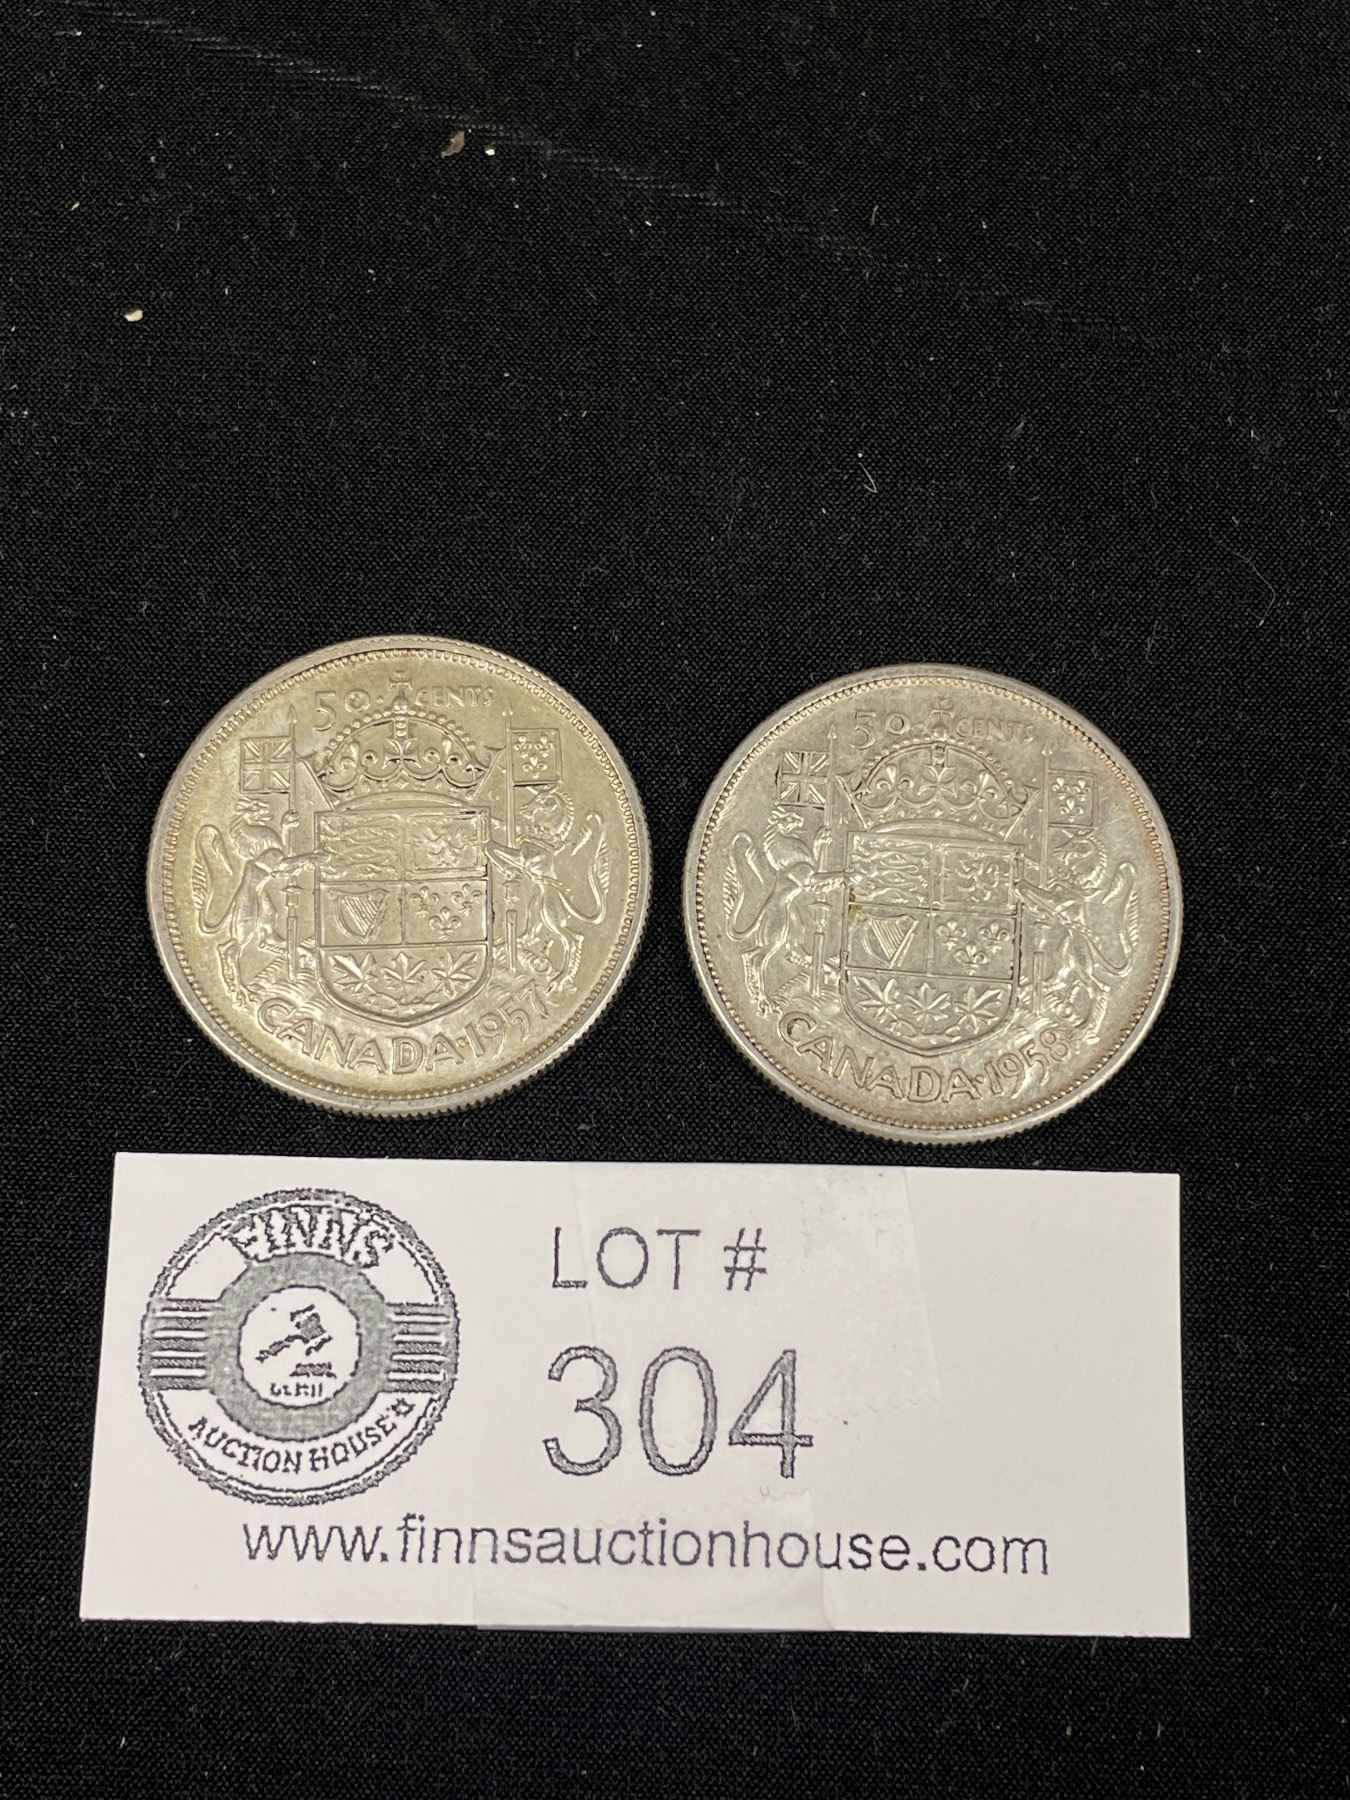 50 CENTS
CANADA·1957
50 CENTS
CANADA·1958
FINNS
AUCTION HOUSE
LOT #
304
www.finnsauctionhouse.com